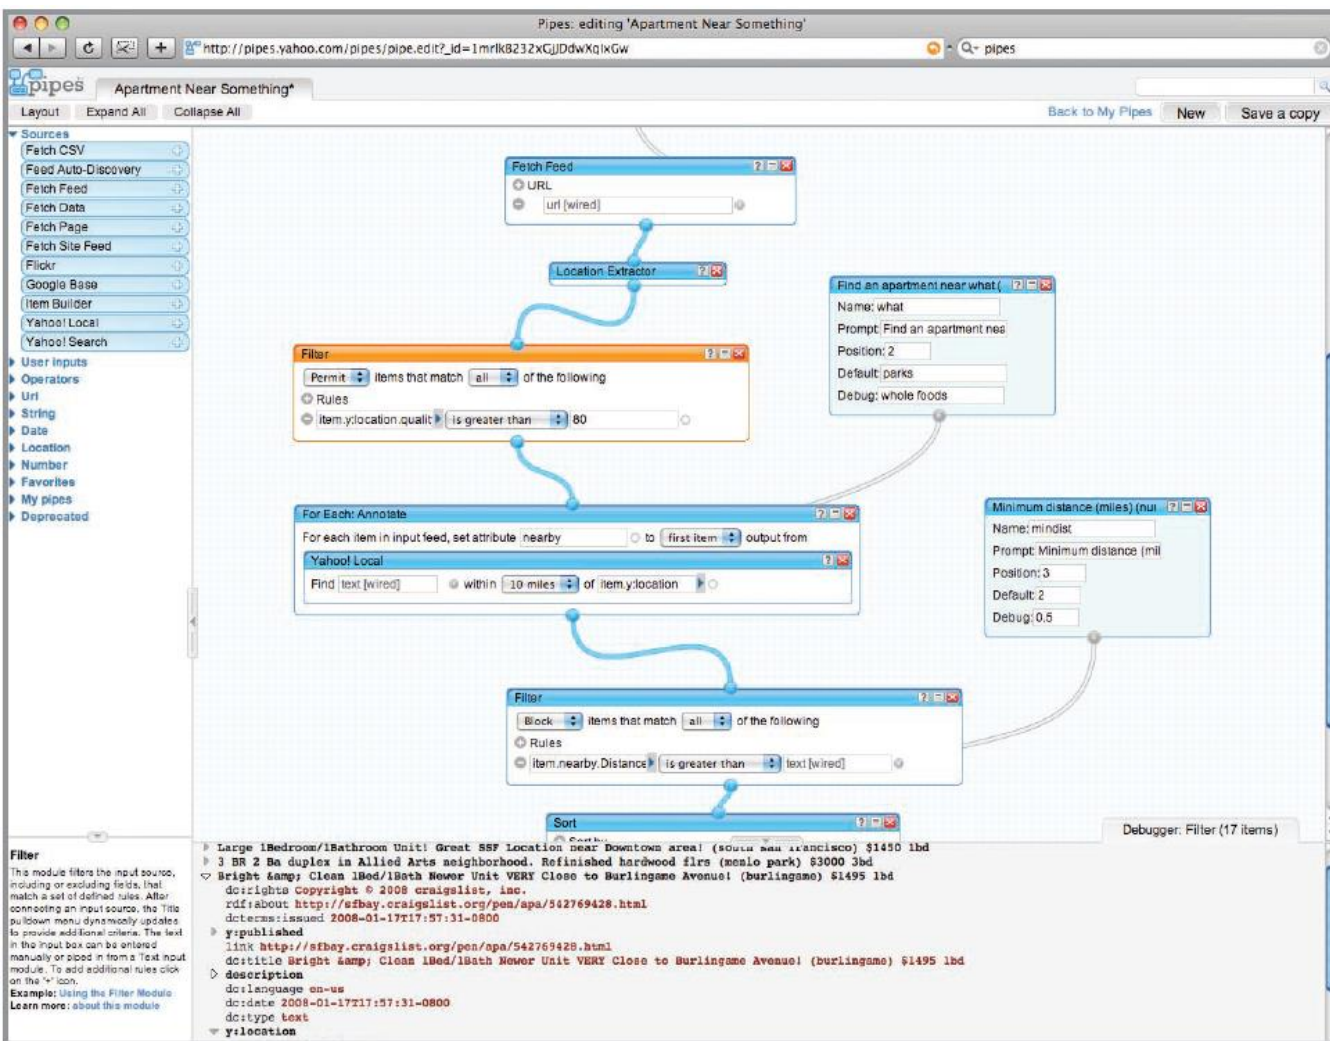 Pipes: editing 'Apartment Near Something'
http://pipes.yahoo.com/pipes/pipe.edit?_id=1mrlkB232xGjJDdwXqlxGw
pipes
pipes
Apartment Near Something*
Layout Expand All Collapse All
Back to My Pipes New Save a copy
Sources
Fetch CSV
Feed Auto-Discovery
Fetch Feed
Fetch Data
Fetch Page
Fetch Site Feed
Flickr
Google Base
Item Builder
Yahoo! Local
Yahoo! Search
User inputs
Operators
Url
String
Date
Location
Number
Favorites
My pipes
Deprecated
Fetch Feed
URL
url [wired]
Location Extractor
Find an apartment near what (
Name: what
Prompt: Find an apartment nea
Position: 2
Default: parks
Debug: whole foods
Filter
Permit items that match all of the following
Rules
item.y:location.qualit is greater than 80
For Each: Annotate
For each item in input feed, set attribute nearby to first item output from
Yahoo! Local
Find text [wired] within 10 miles of item.y:location
Minimum distance (miles) (nur
Name: mindist
Prompt: Minimum distance (mil
Position: 3
Default: 2
Debug: 0.5
Filter
Block items that match all of the following
Rules
item.nearby.Distance is greater than text [wired]
Sort
Sort by
Debugger: Filter (17 items)
Filter
This module filters the input source,
including or excluding fields, that
match a set of defined rules. After
connecting an input source, the Title
pulldown menu dynamically updates
to provide additional criteria. The text
in the input box can be entered
manually or piped in from a Text input
module. To add additional rules click
on the "+" icon.
Example: Using the Filter Module
Learn more: about this module
Large 1Bedroom/1Bathroom Unit! Great SSF Location near Downtown area! (south san francisco) $1450 1bd
3 BR 2 Ba duplex in Allied Arts neighborhood. Refinished hardwood flrs (menlo park) $3000 3bd
Bright &amp; Clean 1Bed/1Bath Newer Unit VERY Close to Burlingame Avenue! (burlingame) $1495 1bd
dc:rights Copyright © 2008 craigslist, inc.
rdf:about http://sfbay.craigslist.org/pen/apa/542769428.html
dcterms:issued 2008-01-17T17:57:31-0800
y:published
link http://sfbay.craigslist.org/pen/apa/542769428.html
dc:title Bright &amp; Clean 1Bed/1Bath Newer Unit VERY Close to Burlingame Avenue! (burlingame) $1495 1bd
description
dc:language en-us
dc:date 2008-01-17T17:57:31-0800
dc:type text
y:location